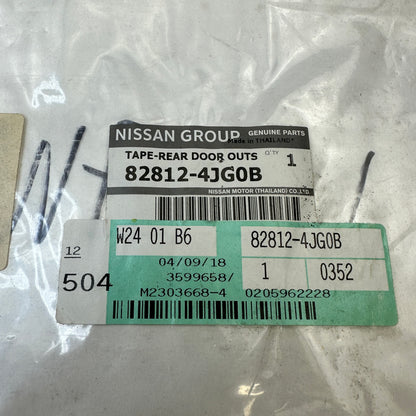 NISSAN GROUP GENUINE PARTS
Made in THAILAND
TAPE-REAR DOOR OUTS Q'TY 1
82812-4JG0B
NISSAN MOTOR (THAILAND) CO.,LTD.
W24 01 B6 82812-4JG0B
12
504
04/09/18 1 0352
3599658/
M2303668-4 0205962228